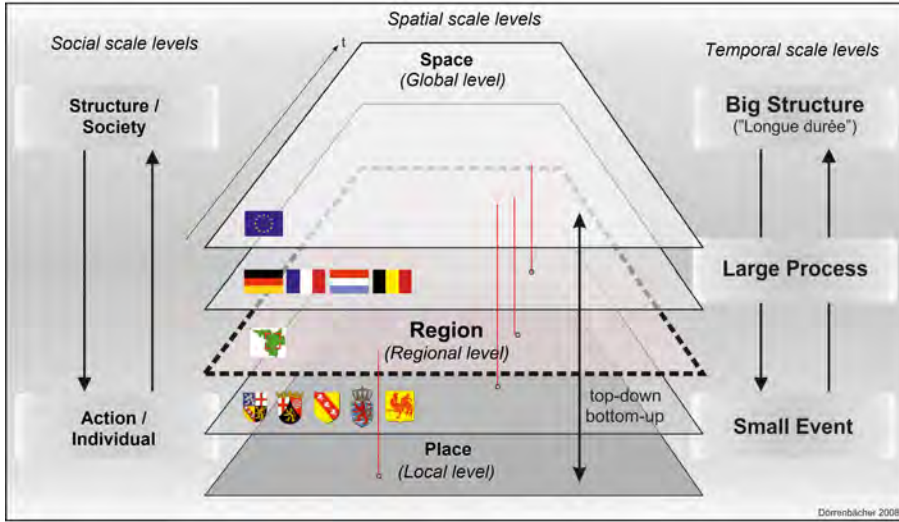 Spatial scale levels
Social scale levels
Temporal scale levels
t
Space
(Global level)
Structure /
Society
Big Structure
("Longue durée")
Large Process
Region
(Regional level)
top-down
bottom-up
Action /
Individual
Small Event
Place
(Local level)
Dörrenbächer 2008